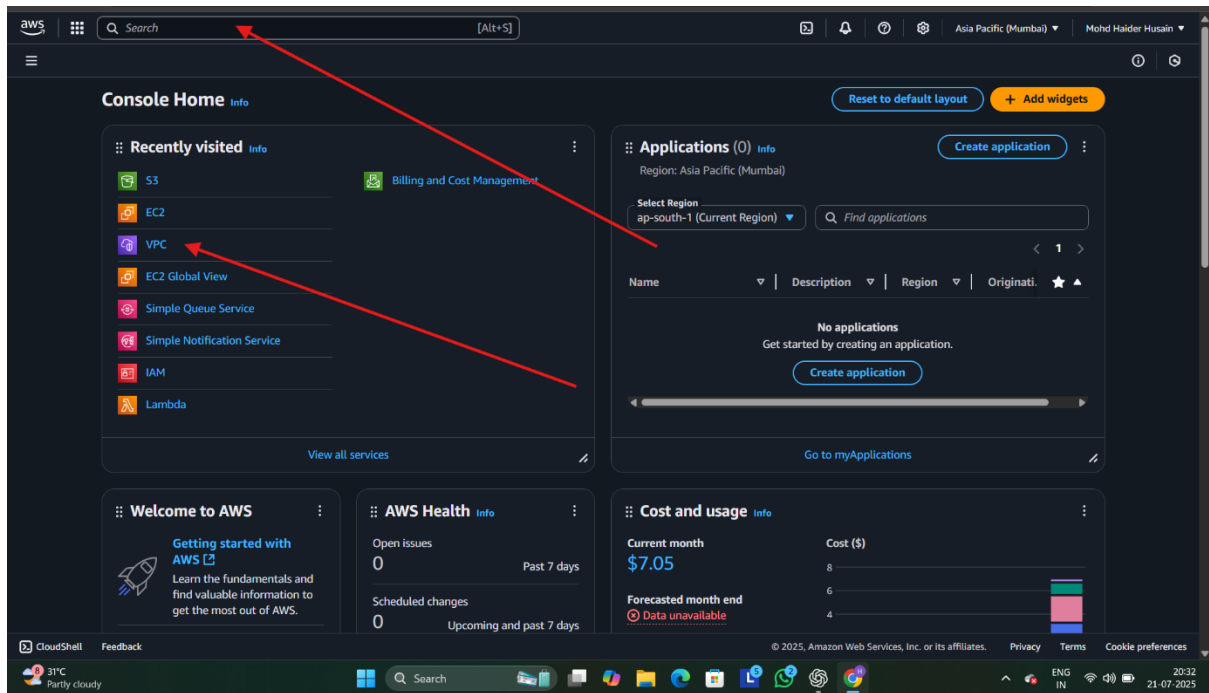 aws
Search [Alt+S]
Asia Pacific (Mumbai) ▼
Mohd Haider Husain ▼
Console Home Info
Reset to default layout
+ Add widgets
Recently visited Info
S3
EC2
VPC
EC2 Global View
Simple Queue Service
Simple Notification Service
IAM
Lambda
Billing and Cost Management
View all services
Applications (0) Info
Create application
Region: Asia Pacific (Mumbai)
Select Region
ap-south-1 (Current Region) ▼
Find applications
1
Name
Description
Region
Originati.
No applications
Get started by creating an application.
Create application
Go to myApplications
Welcome to AWS
Getting started with
AWS
Learn the fundamentals and
find valuable information to
get the most out of AWS.
AWS Health Info
Open issues
0
Past 7 days
Scheduled changes
0
Upcoming and past 7 days
Cost and usage Info
Current month
$7.05
Forecasted month end
Data unavailable
Cost ($)
8
6
4
CloudShell Feedback
© 2025, Amazon Web Services, Inc. or its affiliates. Privacy Terms Cookie preferences
31°C
Partly cloudy
Search
ENG
IN
20:32
21-07-2025